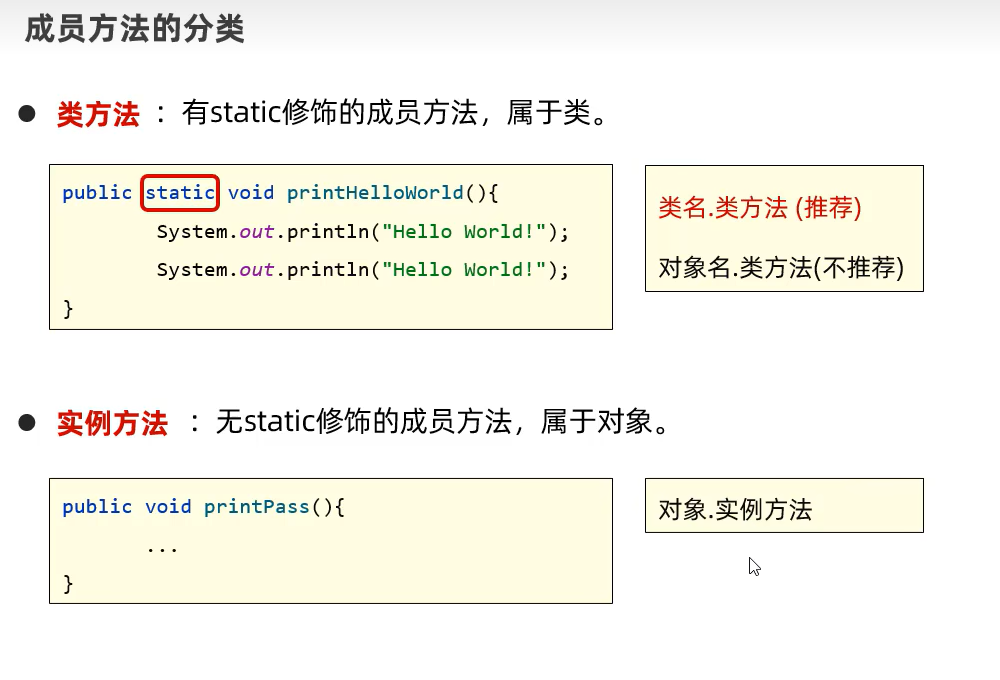 成员方法的分类
● 类方法 ：有static修饰的成员方法，属于类。
public static void printHelloWorld(){
System.out.println("Hello World!");
System.out.println("Hello World!");
}
类名.类方法 (推荐)
对象名.类方法(不推荐)
● 实例方法 ：无static修饰的成员方法，属于对象。
public void printPass(){
...
}
对象.实例方法